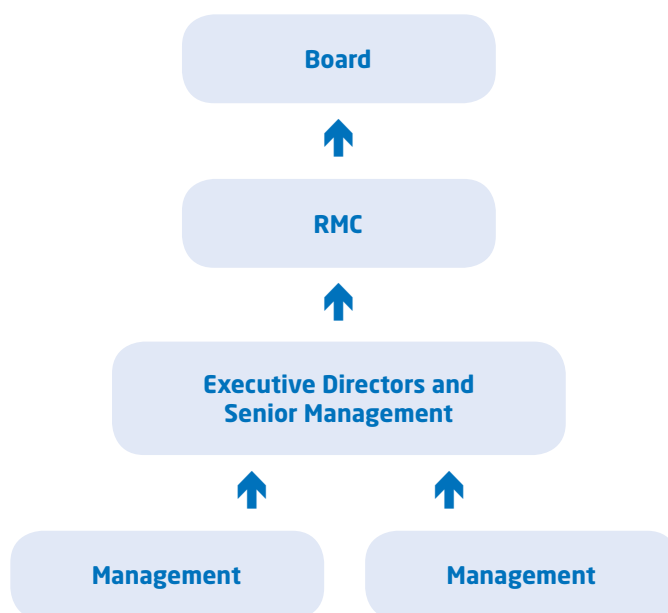 Board
RMC
Executive Directors and
Senior Management
Management
Management